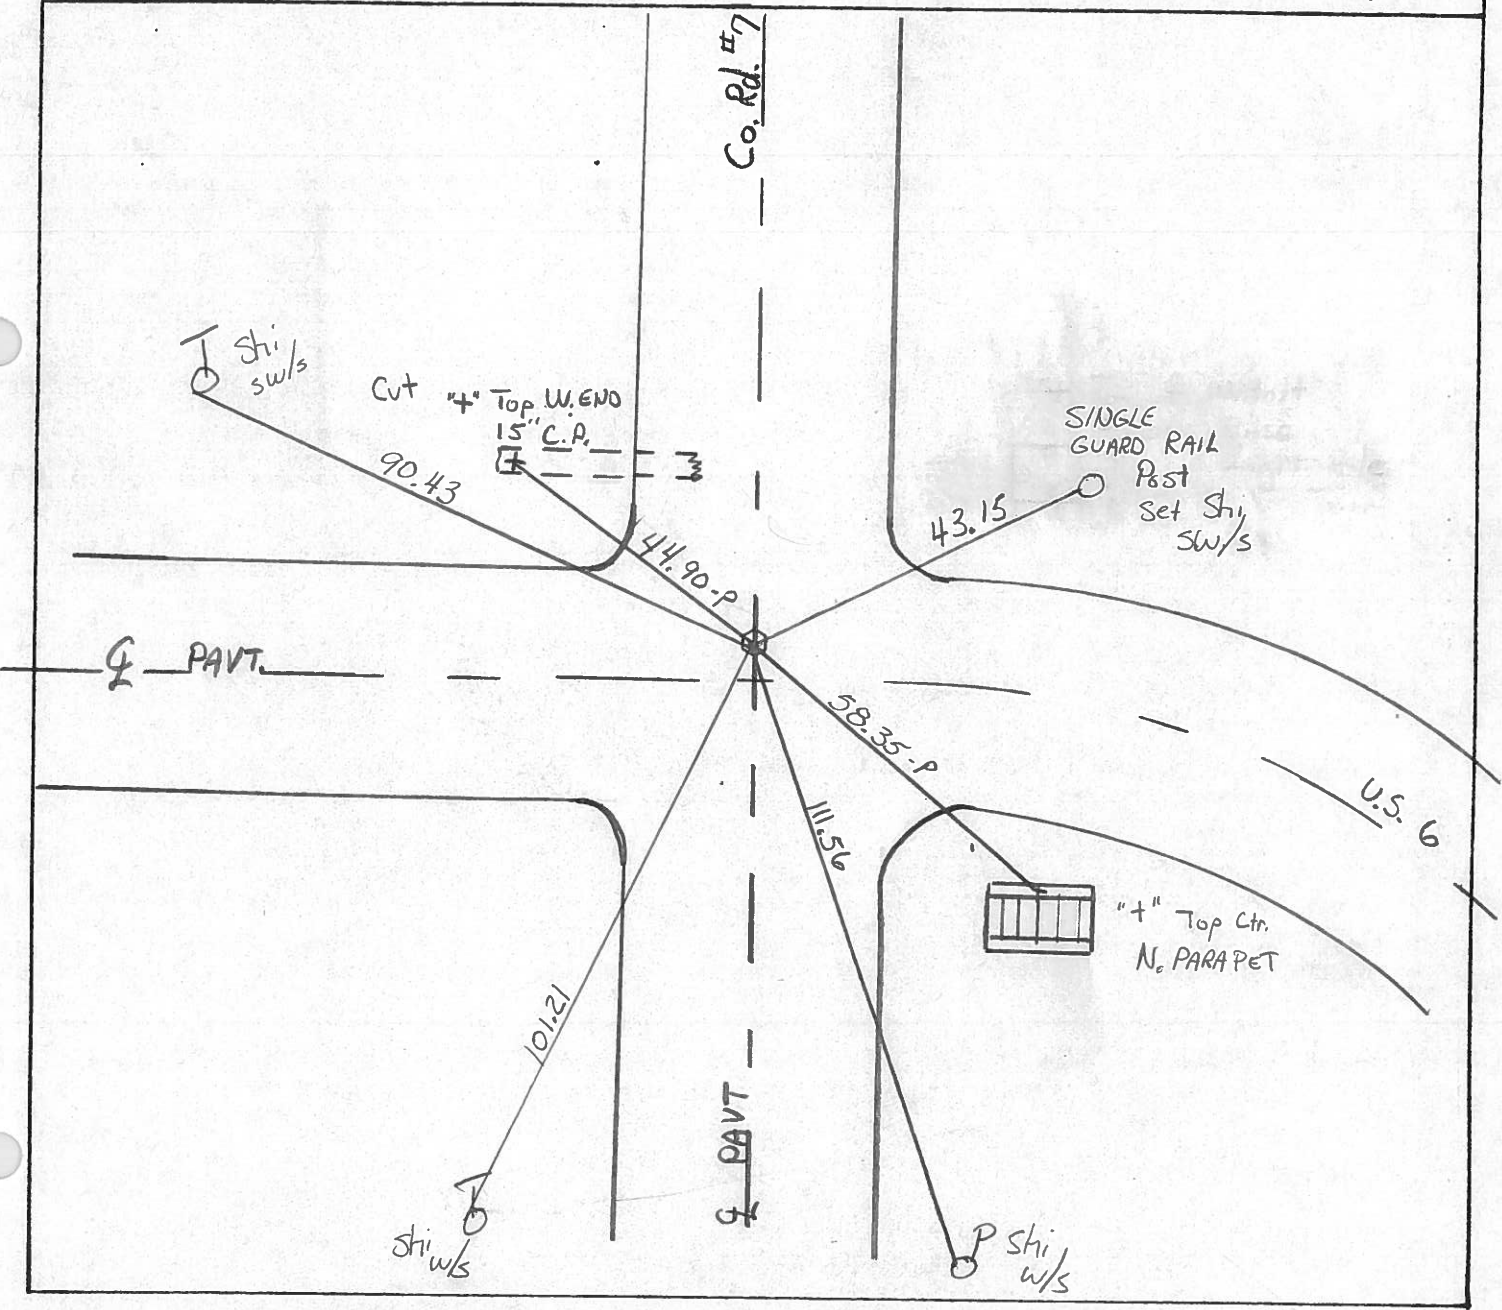 Co. Rd. #7
Shi
sw/s
Cut "+" Top W. END
15" C.P.
90.43
44.90-P
SINGLE
GUARD RAIL
Post
Set Shi
SW/s
43.15
℄ PAVT.
58.35-P
U.S. 6
111.56
"+" Top Ctr.
N. PARAPET
101.21
℄ PAVT
Shi
w/s
P Shi
w/s